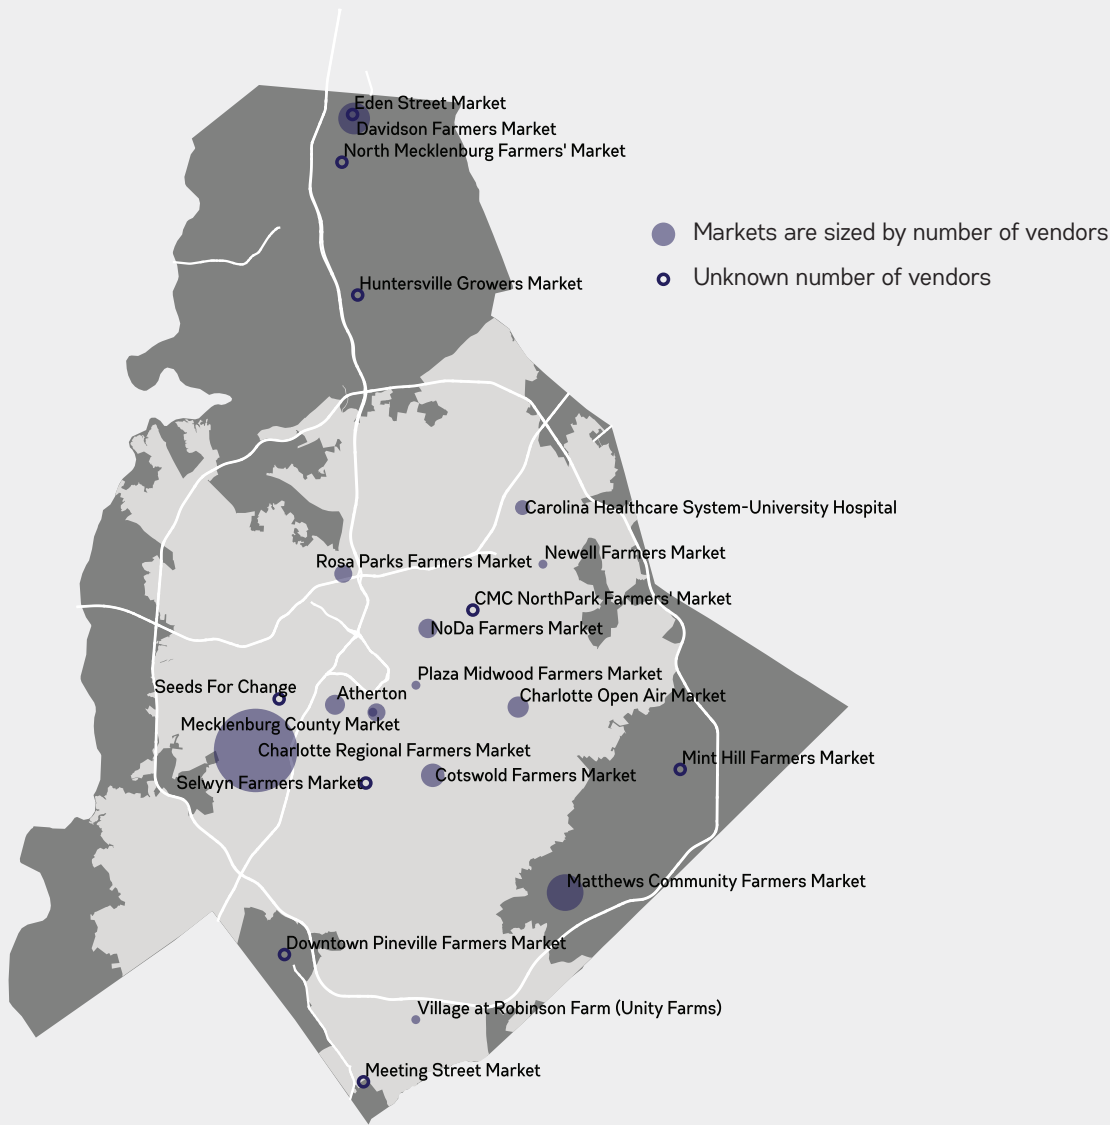 Eden Street Market
Davidson Farmers Market
North Mecklenburg Farmers' Market
Markets are sized by number of vendors
Unknown number of vendors
Huntersville Growers Market
Carolina Healthcare System-University Hospital
Newell Farmers Market
Rosa Parks Farmers Market
CMC NorthPark Farmers' Market
NoDa Farmers Market
Plaza Midwood Farmers Market
Seeds For Change
Atherton
Charlotte Open Air Market
Mecklenburg County Market
Charlotte Regional Farmers Market
Mint Hill Farmers Market
Selwyn Farmers Market
Cotswold Farmers Market
Matthews Community Farmers Market
Downtown Pineville Farmers Market
Village at Robinson Farm (Unity Farms)
Meeting Street Market